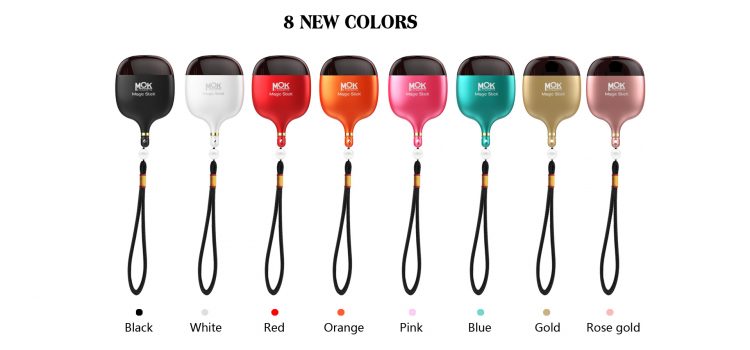 8 NEW COLORS
MOK MOK MOK MOK MOK MOK MOK MOK
Magic Stick Magic Stick Magic Stick Magic Stick Magic Stick Magic Stick Magic Stick Magic Stick
Black White Red Orange Pink Blue Gold Rose gold